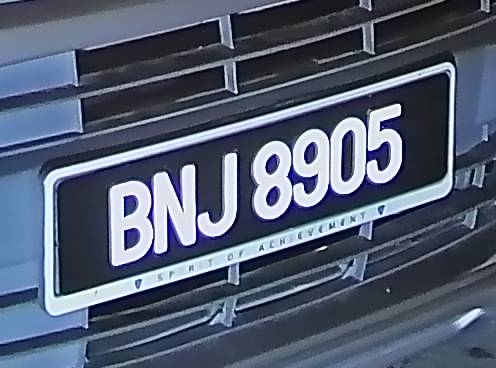 BNJ 8905
SPIRIT OF ACHIEVEMENT